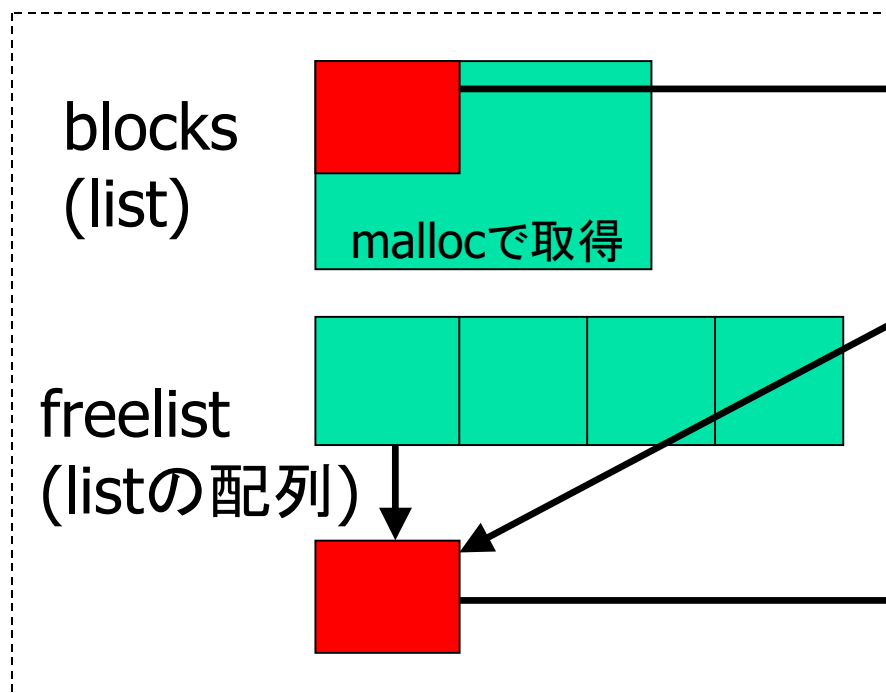 blocks
(list)
mallocで取得
freelist
(listの配列)